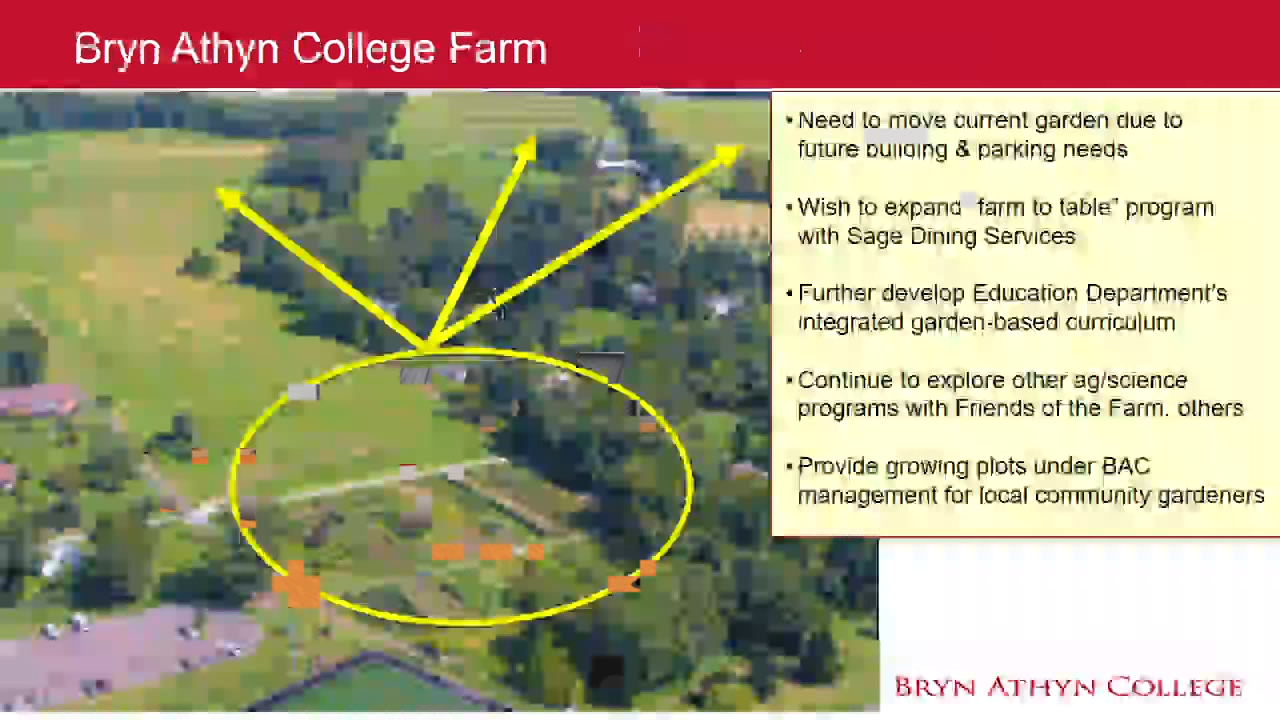 Bryn Athyn College Farm
• Need to move current garden due to
future building & parking needs
• Wish to expand "farm to table" program
with Sage Dining Services
• Further develop Education Department's
integrated garden-based curriculum
• Continue to explore other ag/science
programs with Friends of the Farm, others
• Provide growing plots under BAC
management for local community gardeners
BRYN ATHYN COLLEGE